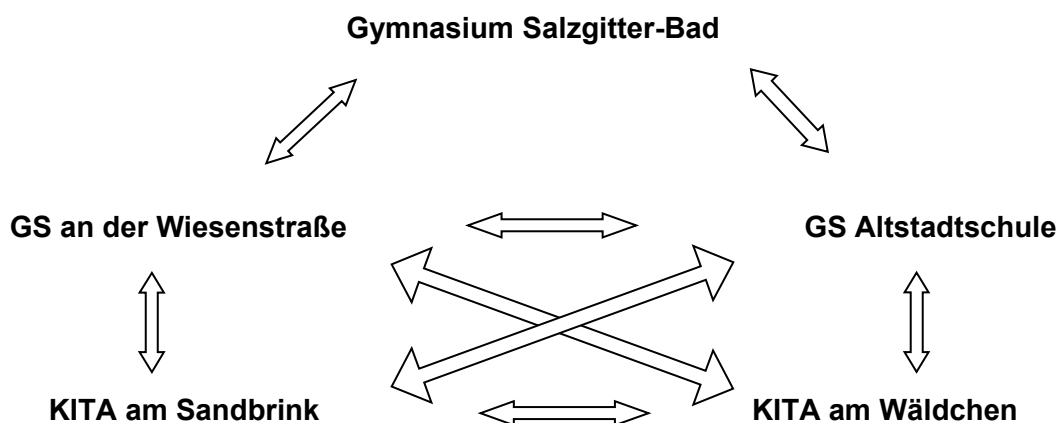 Gymnasium Salzgitter-Bad
GS an der Wiesenstraße
GS Altstadtschule
KITA am Sandbrink
KITA am Wäldchen